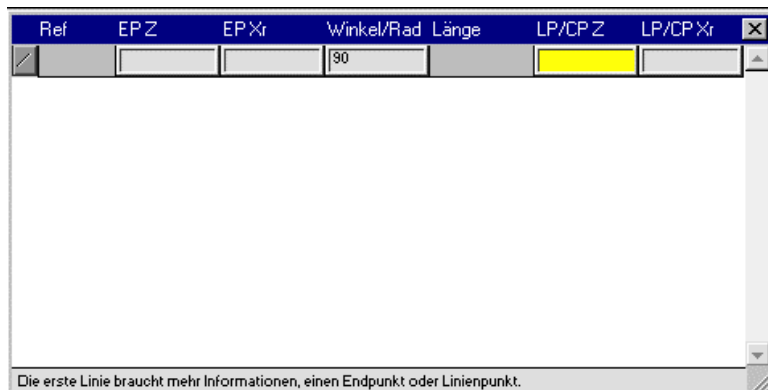 Ref EP Z EP Xr Winkel/Rad Länge LP/CP Z LP/CP Xr
90
Die erste Linie braucht mehr Informationen, einen Endpunkt oder Linienpunkt.